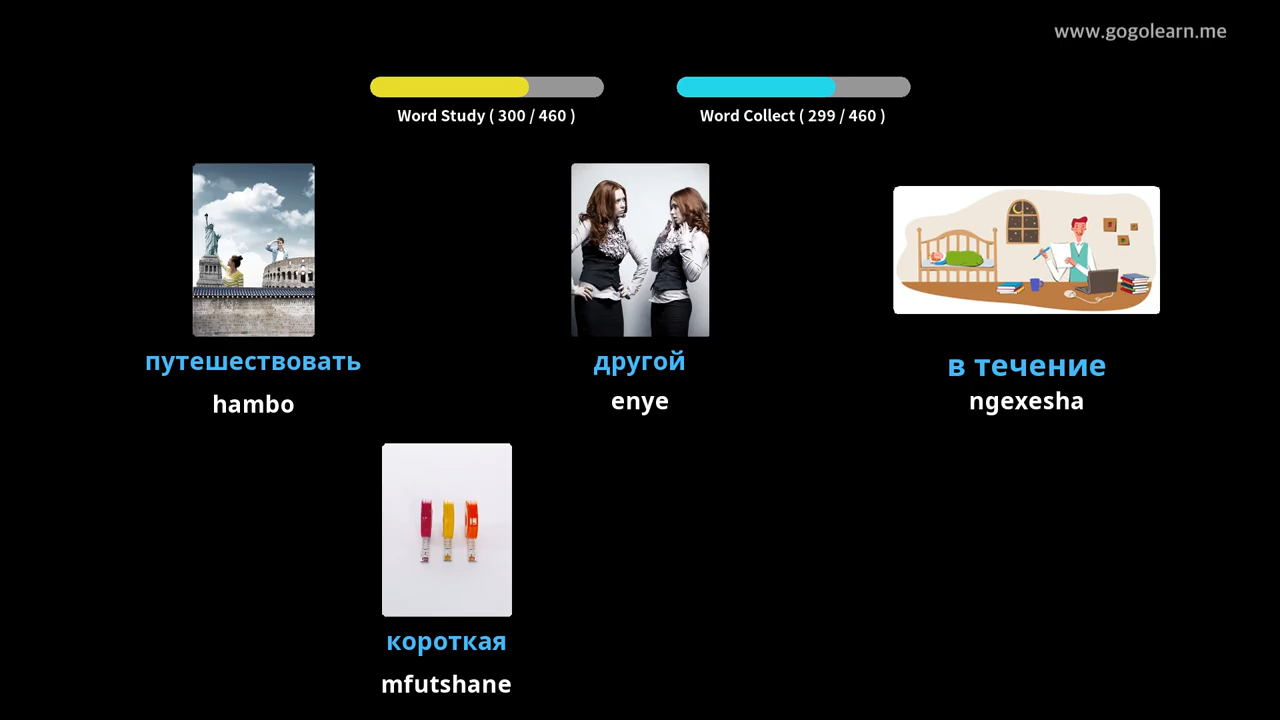 www.gogolearn.me
Word Study ( 300 / 460 )
Word Collect ( 299 / 460 )
путешествовать
hambo
другой
enye
в течение
ngexesha
короткая
mfutshane